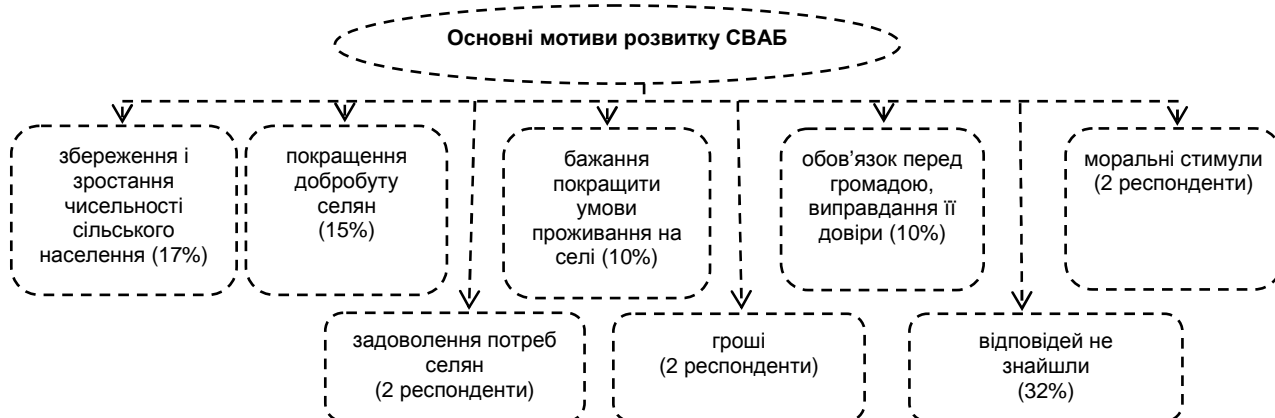 Основні мотиви розвитку СВАБ
збереження і
зростання
чисельності
сільського
населення (17%)
покращення
добробуту
селян
(15%)
бажання
покращити
умови
проживання на
селі (10%)
обов’язок перед
громадою,
виправдання її
довіри (10%)
моральні стимули
(2 респонденти)
задоволення потреб
селян
(2 респонденти)
гроші
(2 респонденти)
відповідей не
знайшли
(32%)